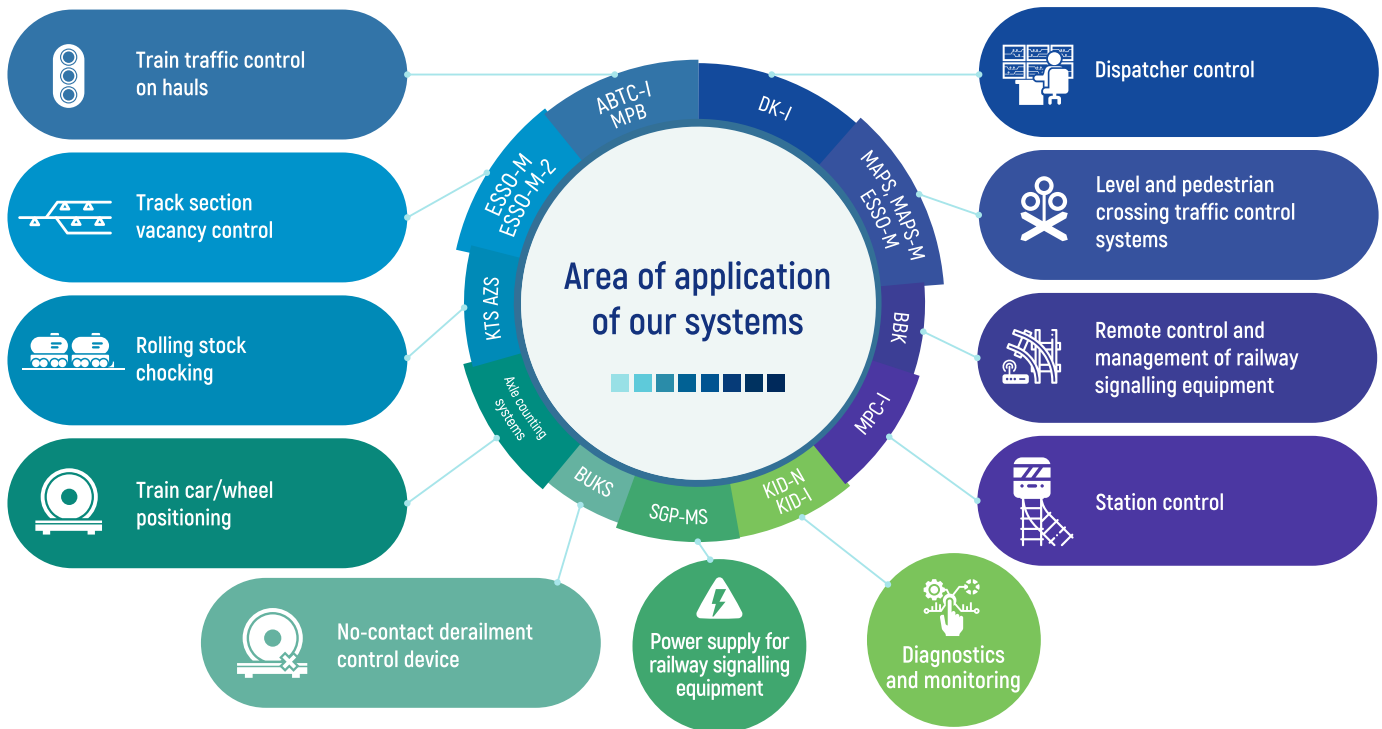 Train traffic control
on hauls
Track section
vacancy control
Rolling stock
chocking
Train car/wheel
positioning
No-contact derailment
control device
Power supply for
railway signalling
equipment
Diagnostics
and monitoring
Dispatcher control
Level and pedestrian
crossing traffic control
systems
Remote control and
management of railway
signalling equipment
Station control
ABTC-I
MPB
DK-I
MAPS, MAPS-M
ESSO-M
BBK
MPC-I
KID-N
KID-I
SGP-MS
BUKS
Axle counting
systems
KTS AZS
ESSO-M
ESSO-M-2
Area of application
of our systems